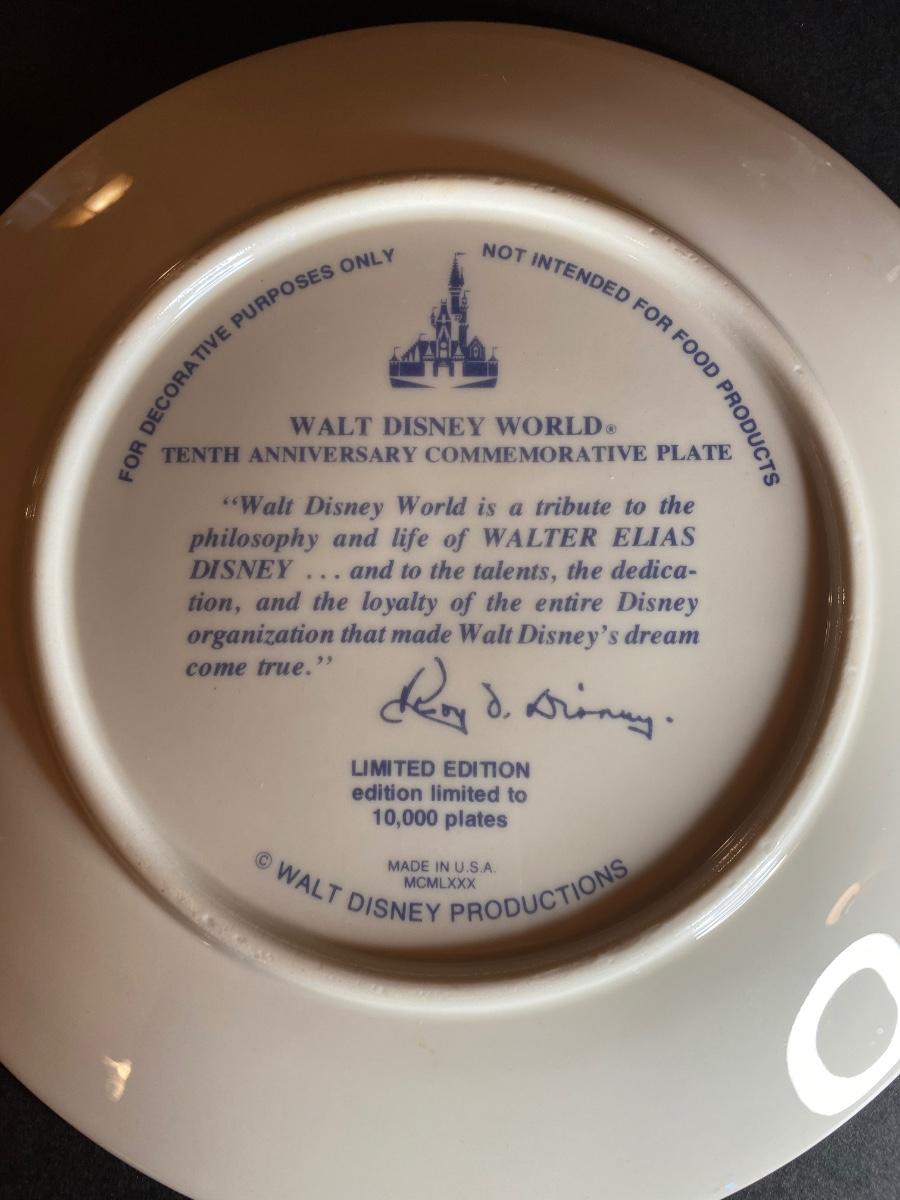 FOR DECORATIVE PURPOSES ONLY
NOT INTENDED FOR FOOD PRODUCTS
WALT DISNEY WORLD®
TENTH ANNIVERSARY COMMEMORATIVE PLATE
“Walt Disney World is a tribute to the
philosophy and life of WALTER ELIAS
DISNEY ... and to the talents, the dedica-
tion, and the loyalty of the entire Disney
organization that made Walt Disney’s dream
come true.”
Roy O. Disney.
LIMITED EDITION
edition limited to
10,000 plates
MADE IN U.S.A.
MCMLXXX
© WALT DISNEY PRODUCTIONS